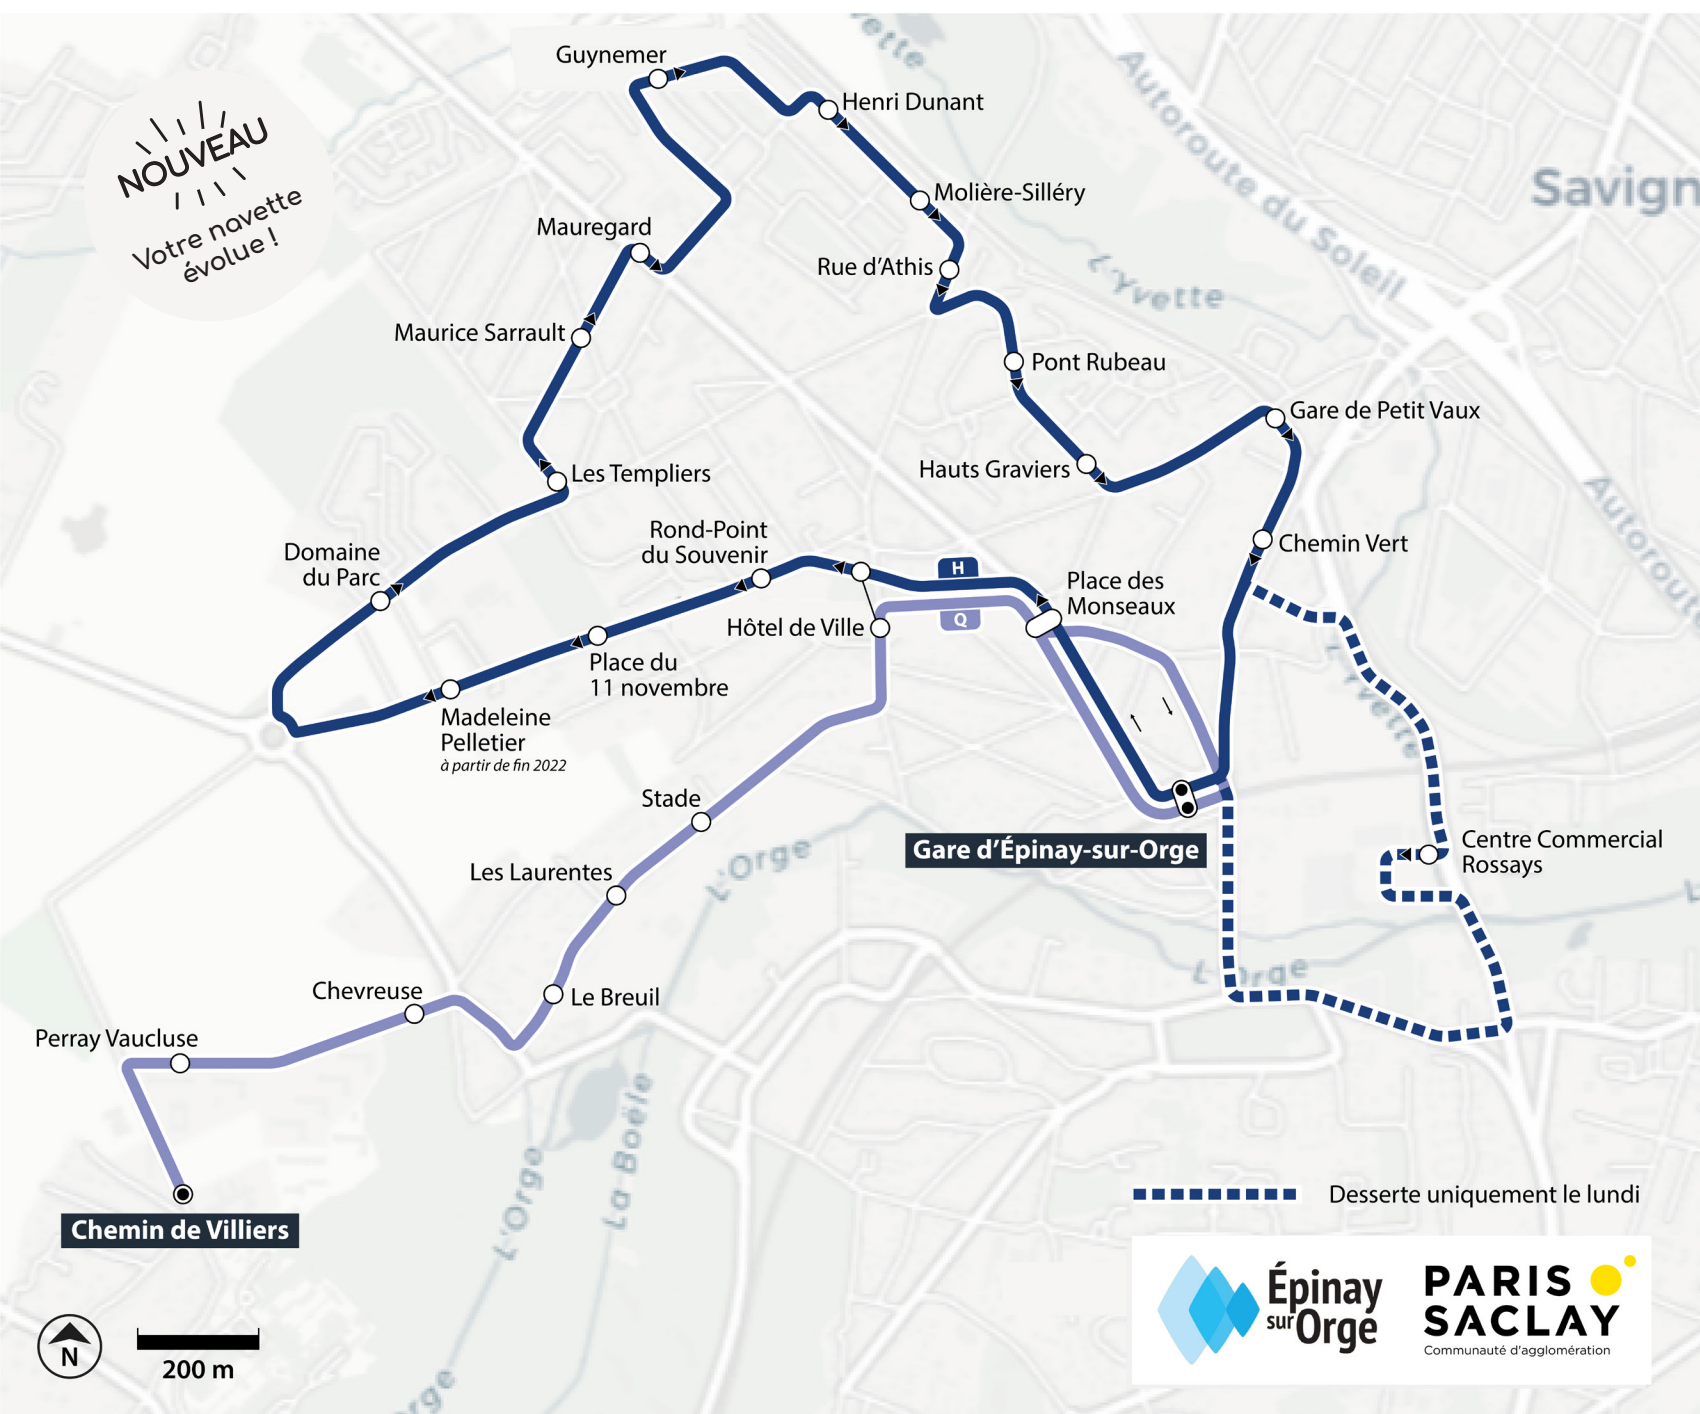 NOUVEAU
Votre navette
évolue !
Guynemer
Henri Dunant
Molière-Silléry
Mauregard
Rue d'Athis
Maurice Sarrault
Pont Rubeau
Gare de Petit Vaux
Hauts Graviers
Les Templiers
Chemin Vert
Domaine
du Parc
Rond-Point
du Souvenir
H
Q
Place des
Monseaux
Hôtel de Ville
Place du
11 novembre
Madeleine
Pelletier
à partir de fin 2022
Stade
Gare d'Épinay-sur-Orge
Centre Commercial
Rossays
Les Laurentes
Le Breuil
Chevreuse
Perray Vaucluse
Chemin de Villiers
Yvette
Autoroute du Soleil
Savign
L'Yvette
Autoroute
L'Yvette
L'Orge
L'Orge
L'Orge
La Boële
orge
Desserte uniquement le lundi
N
200 m
Épinay
sur Orge
PARIS
SACLAY
Communauté d'agglomération